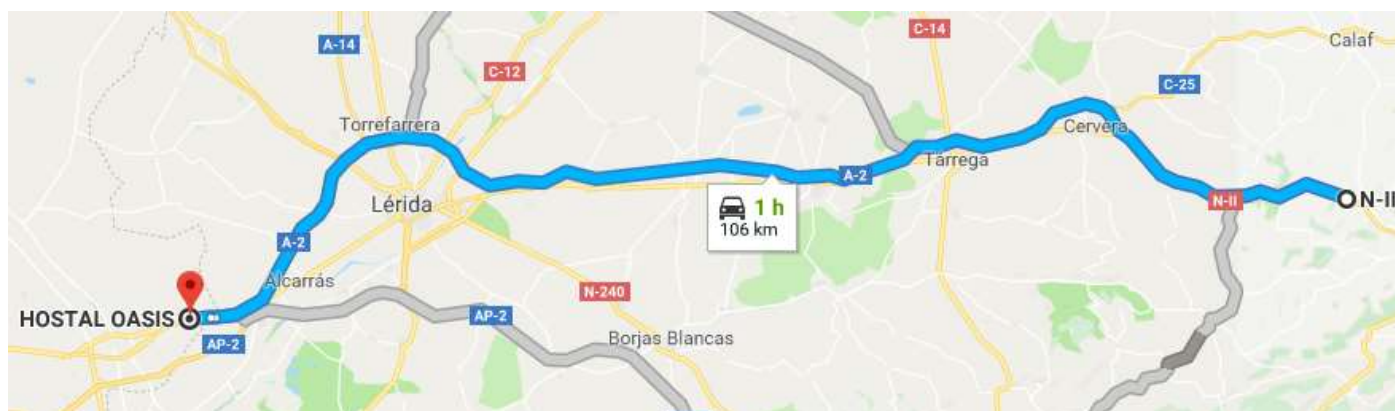 C-14
Calaf
A-14
C-12
C-25
Torrefarrera
Cervera
Tárrega
A-2
Lérida
1 h
106 km
N-II
N-II
A-2
Alcarrás
N-240
HOSTAL OASIS
AP-2
AP-2
Borjas Blancas